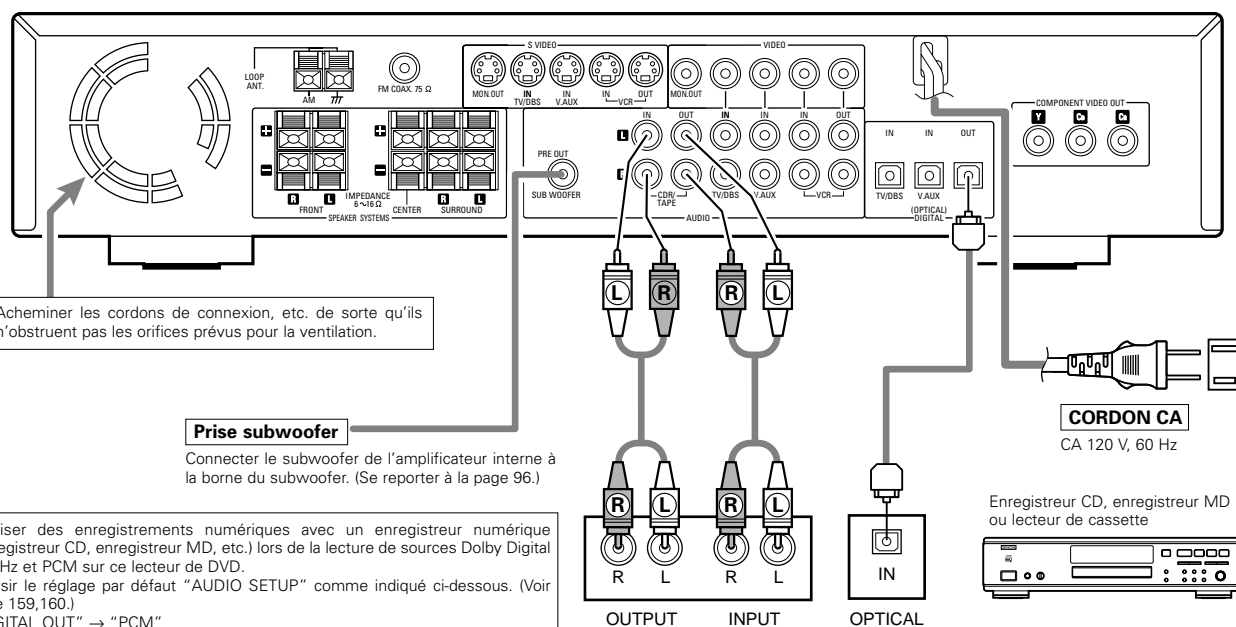 S VIDEO
VIDEO
LOOP
ANT.
AM
FM COAX. 75 Ω
MON.OUT
IN
TV/DBS
IN
V.AUX
IN
OUT
VCR
MON.OUT
COMPONENT VIDEO OUT
Y
CB
CR
IN
OUT
IN
IN
IN
OUT
L
PRE OUT
SUB WOOFER
CDR/
TAPE
TV/DBS
V.AUX
VCR
AUDIO
IN
IN
OUT
TV/DBS
V.AUX
(OPTICAL)
DIGITAL
R
L
FRONT
IMPEDANCE
6~16 Ω
CENTER
R
L
SURROUND
SPEAKER SYSTEMS
L
R
R
L
Acheminer les cordons de connexion, etc. de sorte qu'ils
n'obstruent pas les orifices prévus pour la ventilation.
CORDON CA
CA 120 V, 60 Hz
Prise subwoofer
Connecter le subwoofer de l'amplificateur interne à
la borne du subwoofer. (Se reporter à la page 96.)
R
L
R
L
Enregistreur CD, enregistreur MD
ou lecteur de cassette
iser des enregistrements numériques avec un enregistreur numérique
egistreur CD, enregistreur MD, etc.) lors de la lecture de sources Dolby Digital
Hz et PCM sur ce lecteur de DVD.
sir le réglage par défaut “AUDIO SETUP” comme indiqué ci-dessous. (Voir
e 159,160.)
GITAL OUT” → “PCM”
R
L
R
L
IN
OUTPUT
INPUT
OPTICAL